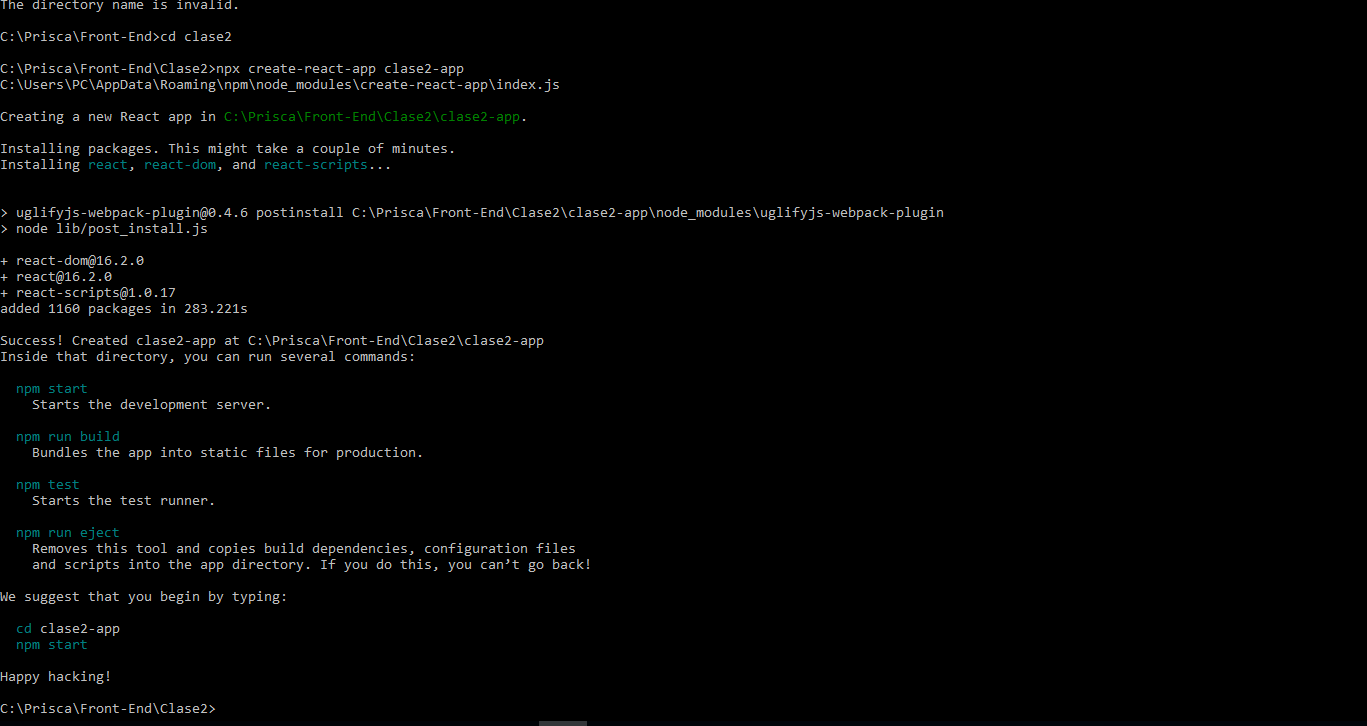 The directory name is invalid.
C:\Prisca\Front-End>cd clase2
C:\Prisca\Front-End\Clase2>npx create-react-app clase2-app
C:\Users\PC\AppData\Roaming\npm\node_modules\create-react-app\index.js
Creating a new React app in C:\Prisca\Front-End\Clase2\clase2-app.
Installing packages. This might take a couple of minutes.
Installing react, react-dom, and react-scripts...
> uglifyjs-webpack-plugin@0.4.6 postinstall C:\Prisca\Front-End\Clase2\clase2-app\node_modules\uglifyjs-webpack-plugin
> node lib/post_install.js
+ react-dom@16.2.0
+ react@16.2.0
+ react-scripts@1.0.17
added 1160 packages in 283.221s
Success! Created clase2-app at C:\Prisca\Front-End\Clase2\clase2-app
Inside that directory, you can run several commands:
npm start
Starts the development server.
npm run build
Bundles the app into static files for production.
npm test
Starts the test runner.
npm run eject
Removes this tool and copies build dependencies, configuration files
and scripts into the app directory. If you do this, you can’t go back!
We suggest that you begin by typing:
cd clase2-app
npm start
Happy hacking!
C:\Prisca\Front-End\Clase2>